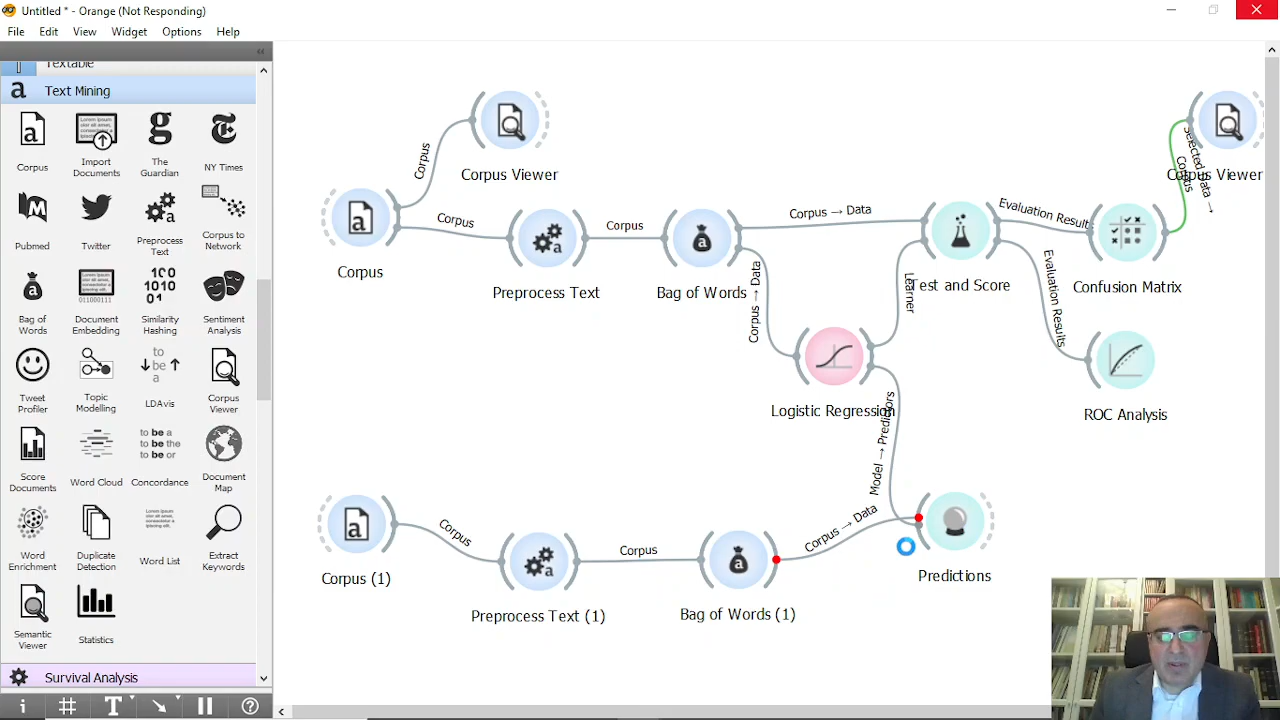 Untitled * - Orange (Not Responding)
File Edit View Widget Options Help
Textable
a Text Mining
Corpus
Import Documents
The Guardian
NY Times
Pubmed
Twitter
Preprocess Text
Corpus to Network
Bag of Words
Document Embedding
Similarity Hashing
Sentiment Analysis
Tweet Profiler
Topic Modelling
LDAvis
Corpus Viewer
Score Documents
Word Cloud
Concordance
Document Map
Word Enrichment
Duplicate Detection
Word List
Extract Keywords
Semantic Viewer
Statistics
Survival Analysis
Corpus
Corpus Viewer
Corpus
Corpus
Preprocess Text
Corpus
Bag of Words
Corpus → Data
Corpus → Data
Learner
Logistic Regression
Test and Score
Evaluation Result
Evaluation Results
Confusion Matrix
ROC Analysis
Selected Data →
Corpus
Corpus Viewer
Model → Predictors
Corpus (1)
Corpus
Preprocess Text (1)
Corpus
Bag of Words (1)
Corpus → Data
Predictions